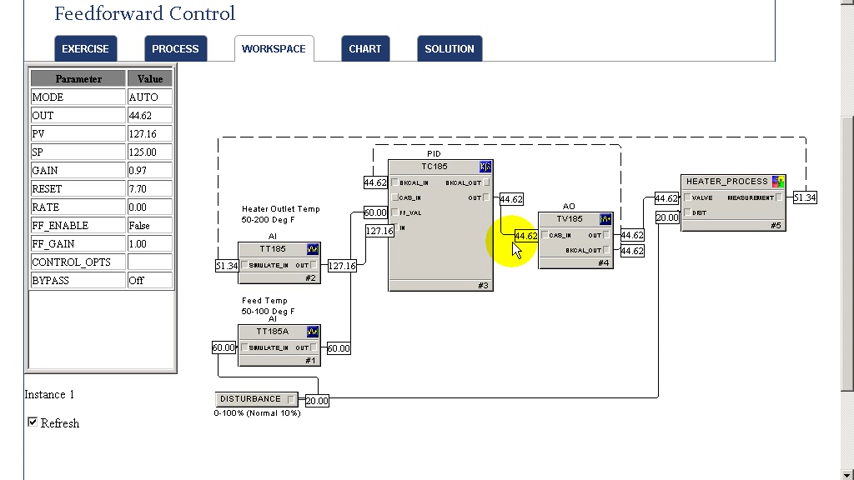 Feedforward Control
EXERCISE
PROCESS
WORKSPACE
CHART
SOLUTION
Parameter Value
MODE AUTO
OUT 44.62
PV 127.16
SP 125.00
GAIN 0.97
RESET 7.70
RATE 0.00
FF_ENABLE False
FF_GAIN 1.00
CONTROL_OPTS
BYPASS Off
Instance 1
Refresh
PID
TC185
44.62
BKCAL_IN BKCAL_OUT
CAS_IN OUT
44.62
60.00
FF_VAL
127.16
IN
#3
Heater Outlet Temp
50-200 Deg F
AI
TT185
51.34
SIMULATE_IN OUT
127.16
#2
Feed Temp
50-100 Deg F
AI
TT185A
60.00
SIMULATE_IN OUT
60.00
#1
DISTURBANCE
20.00
0-100% (Normal 10%)
AO
TV185
44.62
CAS_IN OUT
44.62
BKCAL_OUT
44.62
#4
HEATER_PROCESS
44.62
VALVE MEASUREMENT
51.34
20.00
DIST
#5